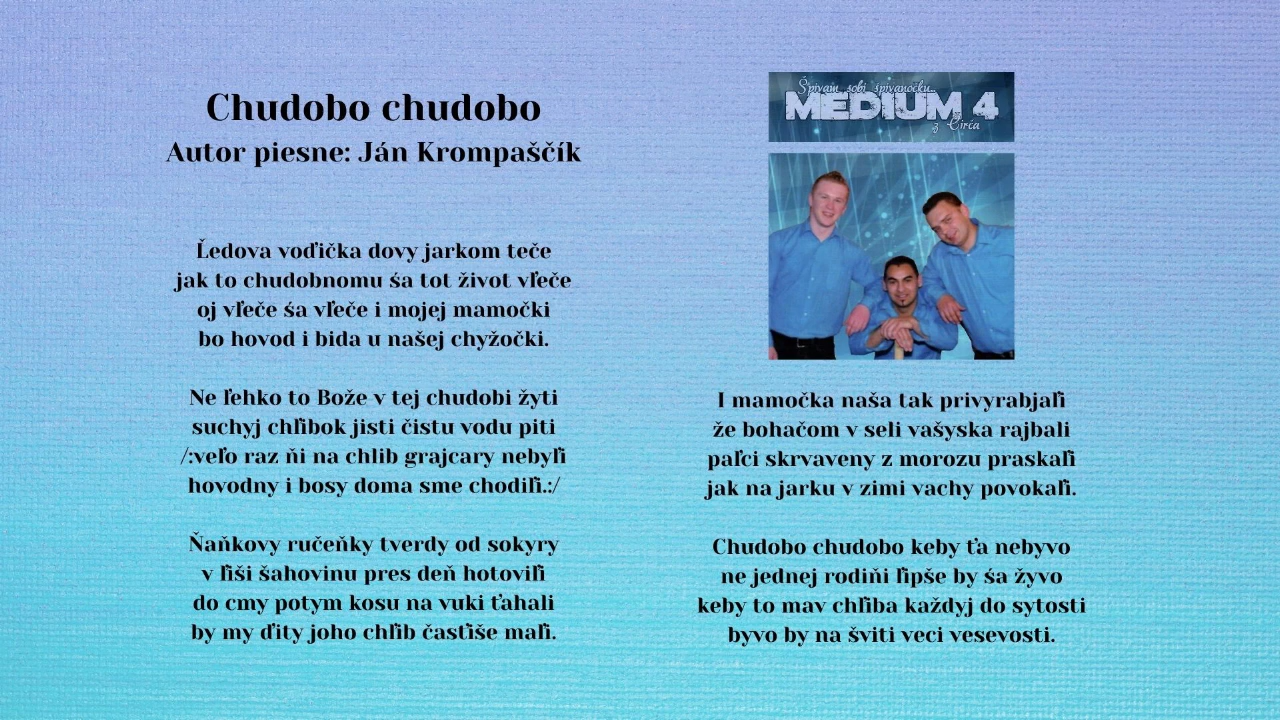 Chudobo chudobo
Autor piesne: Ján Krompaščík
Ľedova voďička dovy jarkom teče
jak to chudobnomu śa tot život vľeče
oj vľeče śa vľeče i mojej mamočki
bo hovod i bida u našej chyžočki.
Ne ľehko to Bože v tej chudobi žyti
suchyj chľibok jisti čistu vodu piti
/:veľo raz ňi na chlib grajcary nebyľi
hovodny i bosy doma sme chodiľi.:/
Ňaňkovy ručeňky tverdy od sokyry
v ľiši šahovinu pres deň hotoviľi
do cmy potym kosu na vuki ťahali
by my ďity joho chľib časťiše maľi.
Špivam sobi špivanočku..
MEDIUM 4
z Čirča
I mamočka naša tak privyrabjaľi
že bohačom v seli vašyska rajbali
paľci skrvaveny z morozu praskaľi
jak na jarku v zimi vachy povokaľi.
Chudobo chudobo keby ťa nebyvo
ne jednej rodiňi ľipše by śa žyvo
keby to mav chľiba každyj do sytosti
byvo by na šviti veci vesevosti.